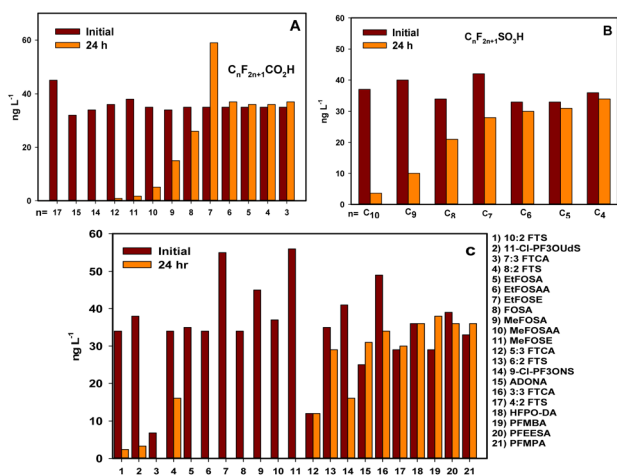 A
Initial
24 h
CnF2n+1CO2H
ng L-1
60
40
20
0
n= 17 15 14 12 11 10 9 8 7 6 5 4 3
B
Initial
24 h
CnF2n+1SO3H
ng L-1
60
50
40
30
20
10
0
n= C10 C9 C8 C7 C6 C5 C4
C
Initial
24 hr
ng L-1
60
50
40
30
20
10
0
1 2 3 4 5 6 7 8 9 10 11 12 13 14 15 16 17 18 19 20 21
1) 10:2 FTS
2) 11-Cl-PF3OUdS
3) 7:3 FTCA
4) 8:2 FTS
5) EtFOSA
6) EtFOSAA
7) EtFOSE
8) FOSA
9) MeFOSA
10) MeFOSAA
11) MeFOSE
12) 5:3 FTCA
13) 6:2 FTS
14) 9-Cl-PF3ONS
15) ADONA
16) 3:3 FTCA
17) 4:2 FTS
18) HFPO-DA
19) PFMBA
20) PFEESA
21) PFMPA